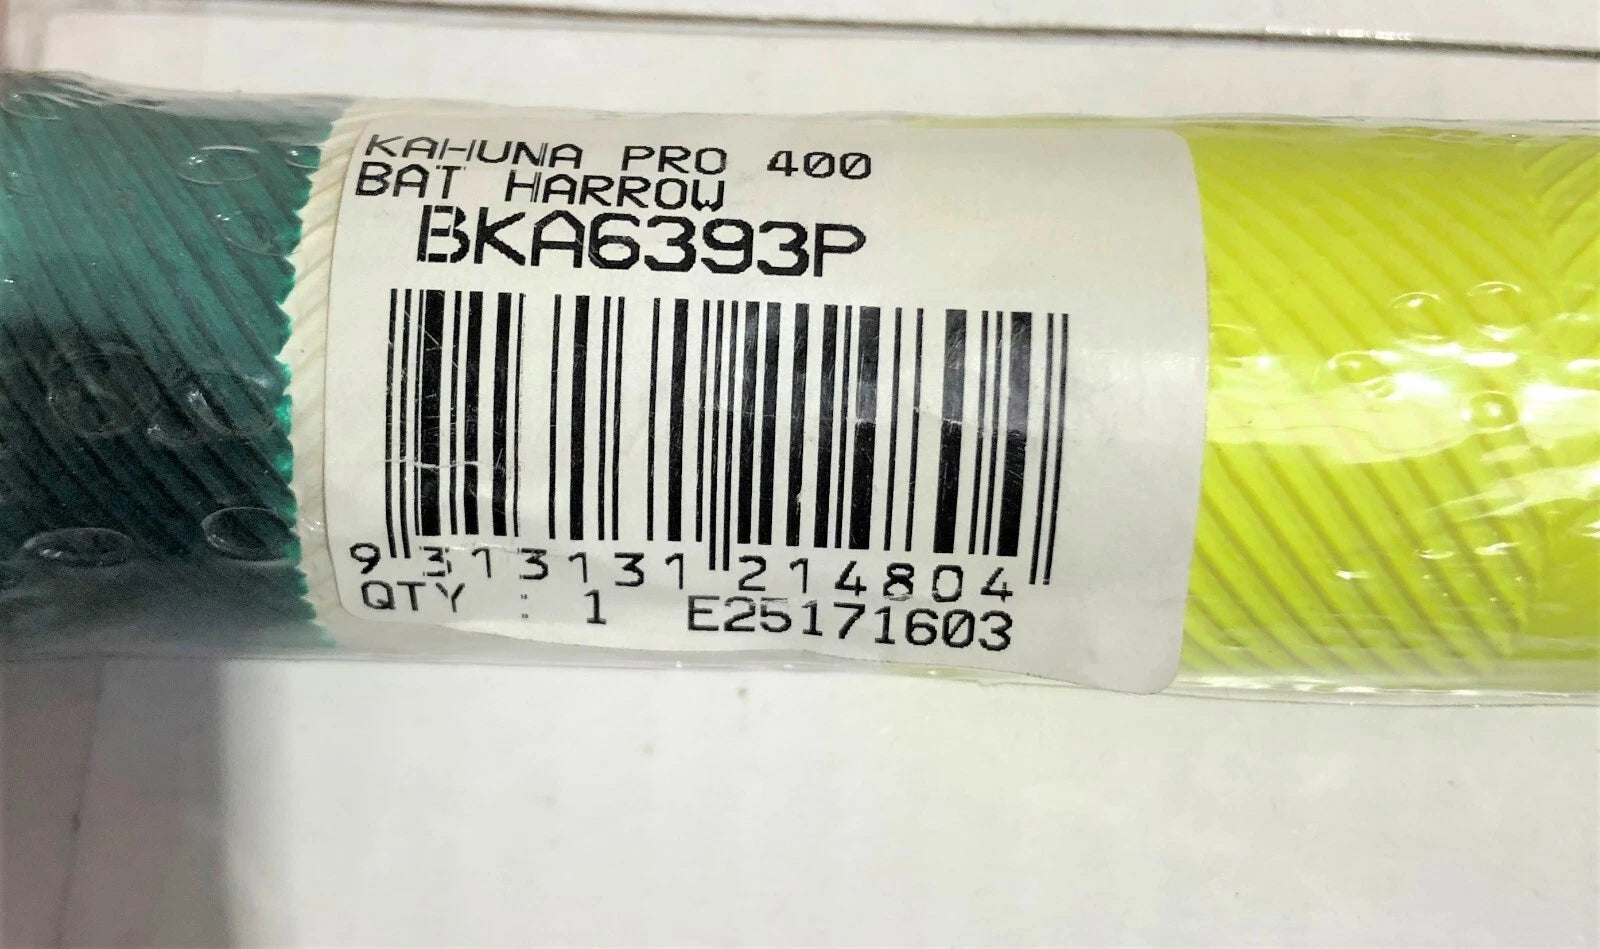 KAHUNA PRO 400
BAT HARROW
BKA6393P
9 313131 214804
QTY : 1 E25171603